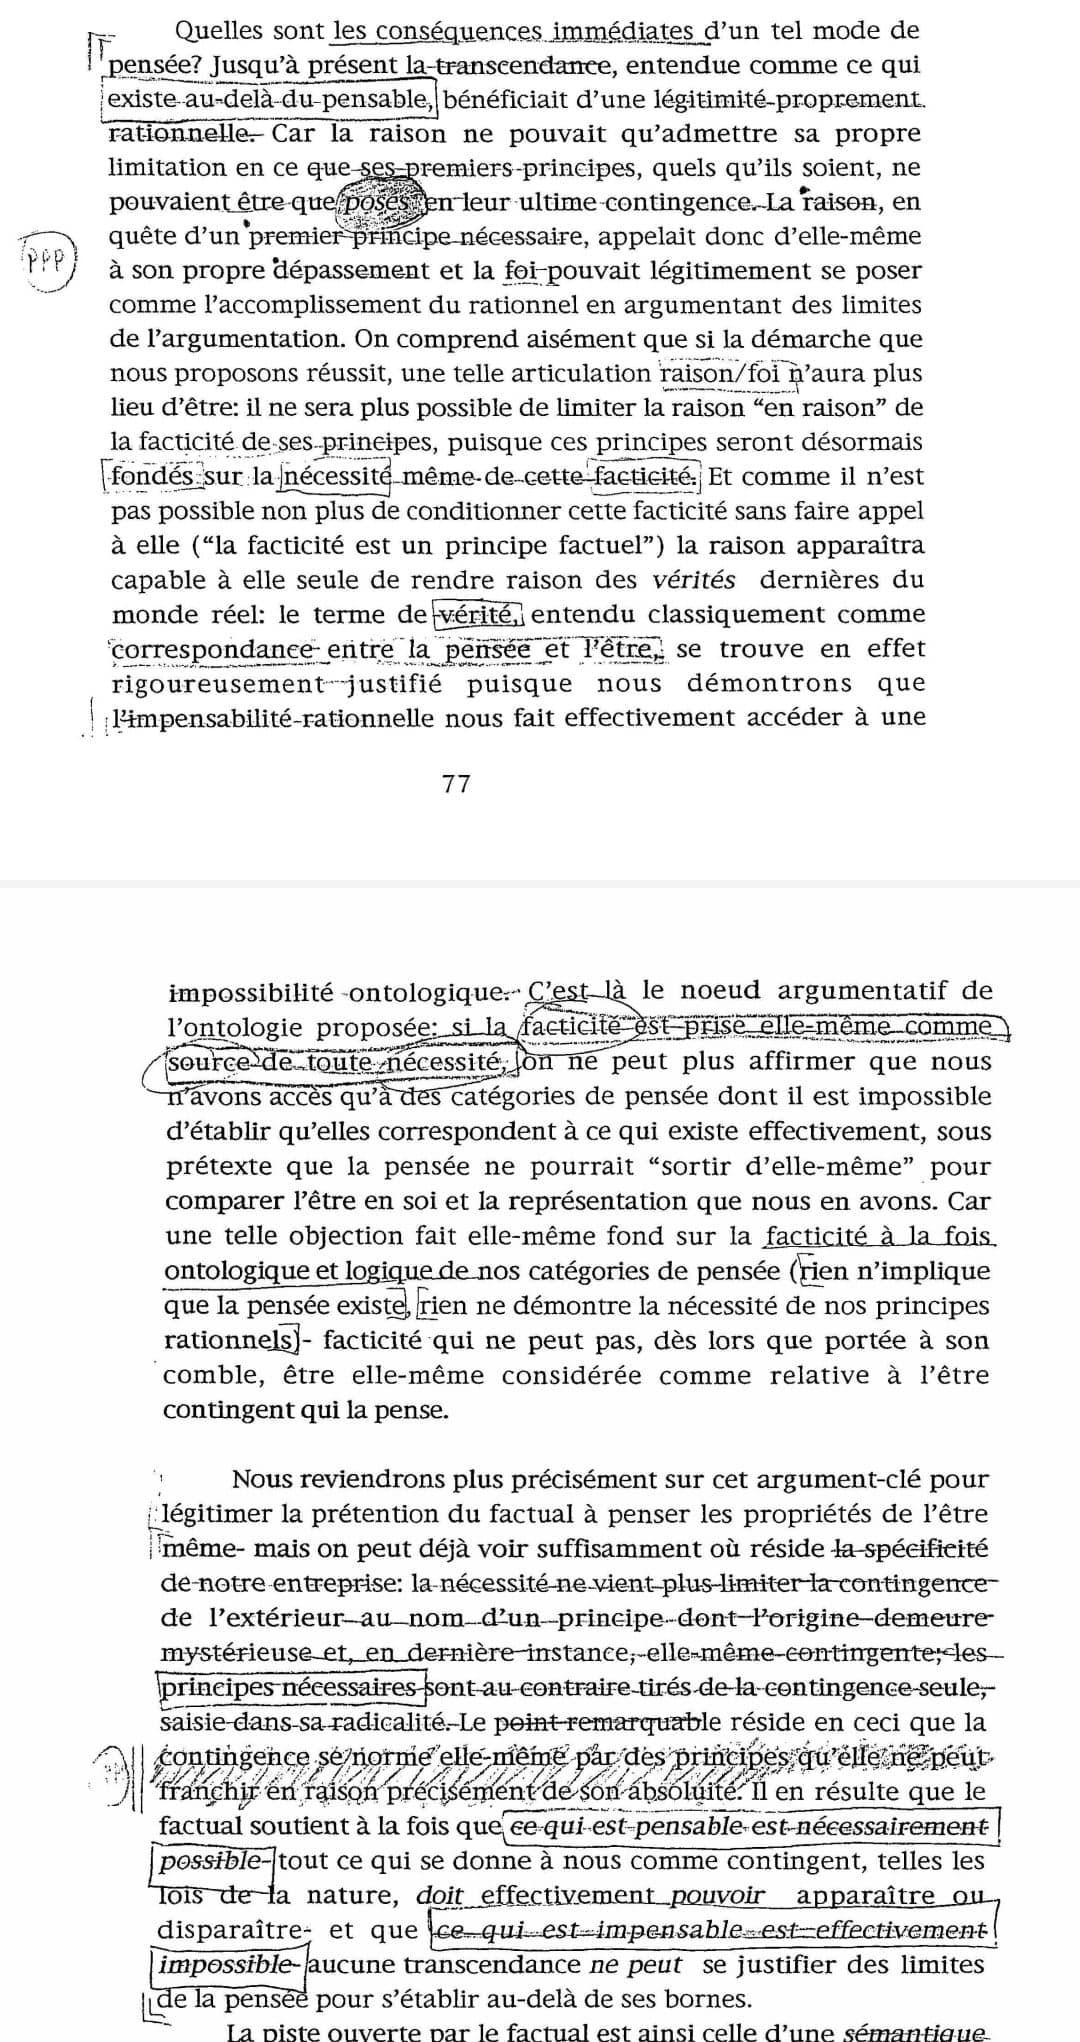 Quelles sont les conséquences immédiates d'un tel mode de
pensée? Jusqu'à présent la transcendance, entendue comme ce qui
existe au-delà du pensable, bénéficiait d'une légitimité proprement
rationnelle. Car la raison ne pouvait qu'admettre sa propre
limitation en ce que ses premiers principes, quels qu'ils soient, ne
pouvaient être que posés en leur ultime contingence. La raison, en
quête d'un premier principe nécessaire, appelait donc d'elle-même
PPP
à son propre dépassement et la foi pouvait légitimement se poser
comme l'accomplissement du rationnel en argumentant des limites
de l'argumentation. On comprend aisément que si la démarche que
nous proposons réussit, une telle articulation raison/foi n'aura plus
lieu d'être: il ne sera plus possible de limiter la raison “en raison” de
la facticité de ses principes, puisque ces principes seront désormais
fondés sur la nécessité même de cette facticité. Et comme il n'est
pas possible non plus de conditionner cette facticité sans faire appel
à elle (“la facticité est un principe factuel”) la raison apparaîtra
capable à elle seule de rendre raison des vérités dernières du
monde réel: le terme de vérité, entendu classiquement comme
correspondance entre la pensée et l'être, se trouve en effet
rigoureusement justifié puisque nous démontrons que
l'impensabilité rationnelle nous fait effectivement accéder à une
77
impossibilité ontologique. C'est là le noeud argumentatif de
l'ontologie proposée: si la facticité est prise elle-même comme
source de toute nécessité, on ne peut plus affirmer que nous
n'avons accès qu'à des catégories de pensée dont il est impossible
d'établir qu'elles correspondent à ce qui existe effectivement, sous
prétexte que la pensée ne pourrait “sortir d'elle-même” pour
comparer l'être en soi et la représentation que nous en avons. Car
une telle objection fait elle-même fond sur la facticité à la fois
ontologique et logique de nos catégories de pensée (rien n'implique
que la pensée existe, rien ne démontre la nécessité de nos principes
rationnels)- facticité qui ne peut pas, dès lors que portée à son
comble, être elle-même considérée comme relative à l'être
contingent qui la pense.
Nous reviendrons plus précisément sur cet argument-clé pour
légitimer la prétention du factual à penser les propriétés de l'être
même- mais on peut déjà voir suffisamment où réside la spécificité
de notre entreprise: la nécessité ne vient plus limiter la contingence
de l'extérieur au nom d'un principe dont l'origine demeure
mystérieuse et, en dernière instance, elle-même contingente; les
principes nécessaires sont au contraire tirés de la contingence seule,
saisie dans sa radicalité. Le point remarquable réside en ceci que la
contingence se norme elle-même par des principes qu'elle ne peut
franchir en raison précisément de son absoluité. Il en résulte que le
factual soutient à la fois que ce qui est pensable est nécessairement
possible- tout ce qui se donne à nous comme contingent, telles les
lois de la nature, doit effectivement pouvoir apparaître ou
disparaître- et que ce qui est impensable est effectivement
impossible- aucune transcendance ne peut se justifier des limites
de la pensée pour s'établir au-delà de ses bornes.
La piste ouverte par le factual est ainsi celle d'une sémantique